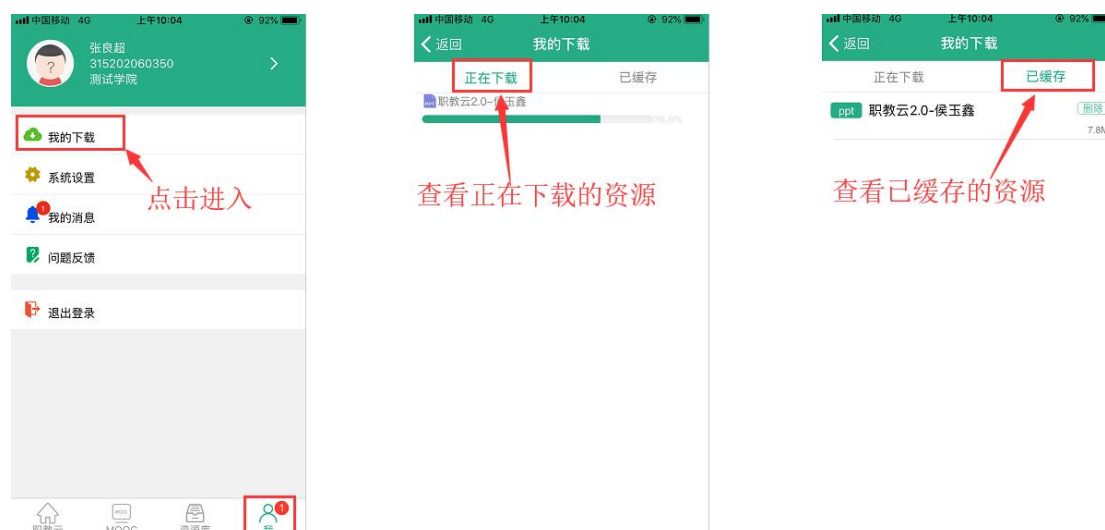 中国移动 4G 上午10:04 92%
张良超
315202060350
测试学院
我的下载
系统设置
点击进入
1
我的消息
问题反馈
退出登录
1
职教云 MOOC 资源库 我
中国移动 4G 上午10:04 92%
返回 我的下载
正在下载 已缓存
职教云2.0-侯玉鑫
76.9%
查看正在下载的资源
中国移动 4G 上午10:04 92%
返回 我的下载
正在下载 已缓存
ppt 职教云2.0-侯玉鑫 删除
7.8M
查看已缓存的资源